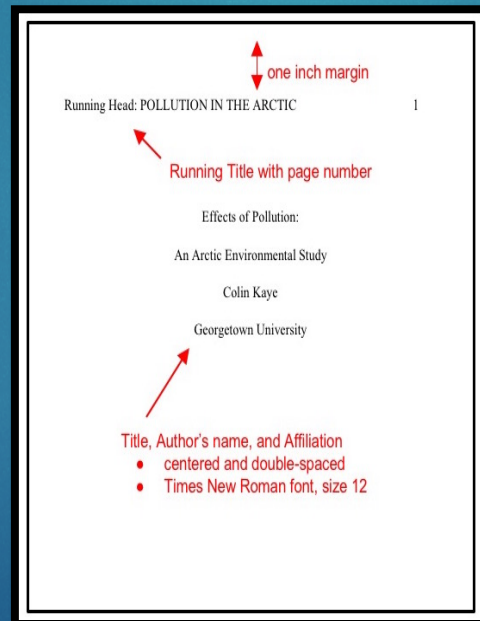 one inch margin
Running Head: POLLUTION IN THE ARCTIC 1
Running Title with page number
Effects of Pollution:
An Arctic Environmental Study
Colin Kaye
Georgetown University
Title, Author's name, and Affiliation
• centered and double-spaced
• Times New Roman font, size 12